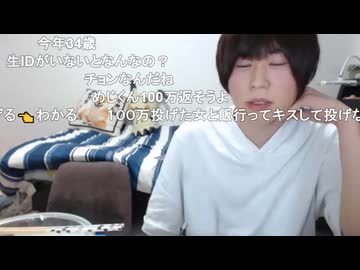 今年34歳
生IDがいないとなんなの？
チョンなんだね
めじくん100万返そうよ
げる👈わかる
１００万投げた女と飯行ってキスして投げな